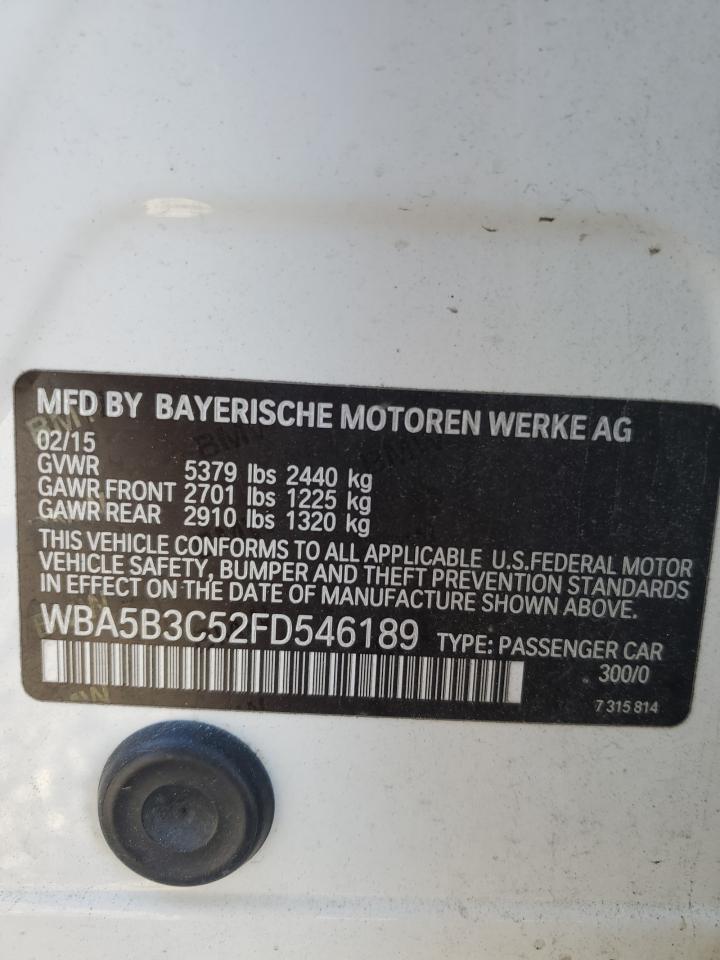 MFD BY BAYERISCHE MOTOREN WERKE AG
02/15
GVWR 5379 lbs 2440 kg
GAWR FRONT 2701 lbs 1225 kg
GAWR REAR 2910 lbs 1320 kg
THIS VEHICLE CONFORMS TO ALL APPLICABLE U.S.FEDERAL MOTOR
VEHICLE SAFETY, BUMPER AND THEFT PREVENTION STANDARDS
IN EFFECT ON THE DATE OF MANUFACTURE SHOWN ABOVE.
WBA5B3C52FD546189 TYPE: PASSENGER CAR
300/0
7 315 814